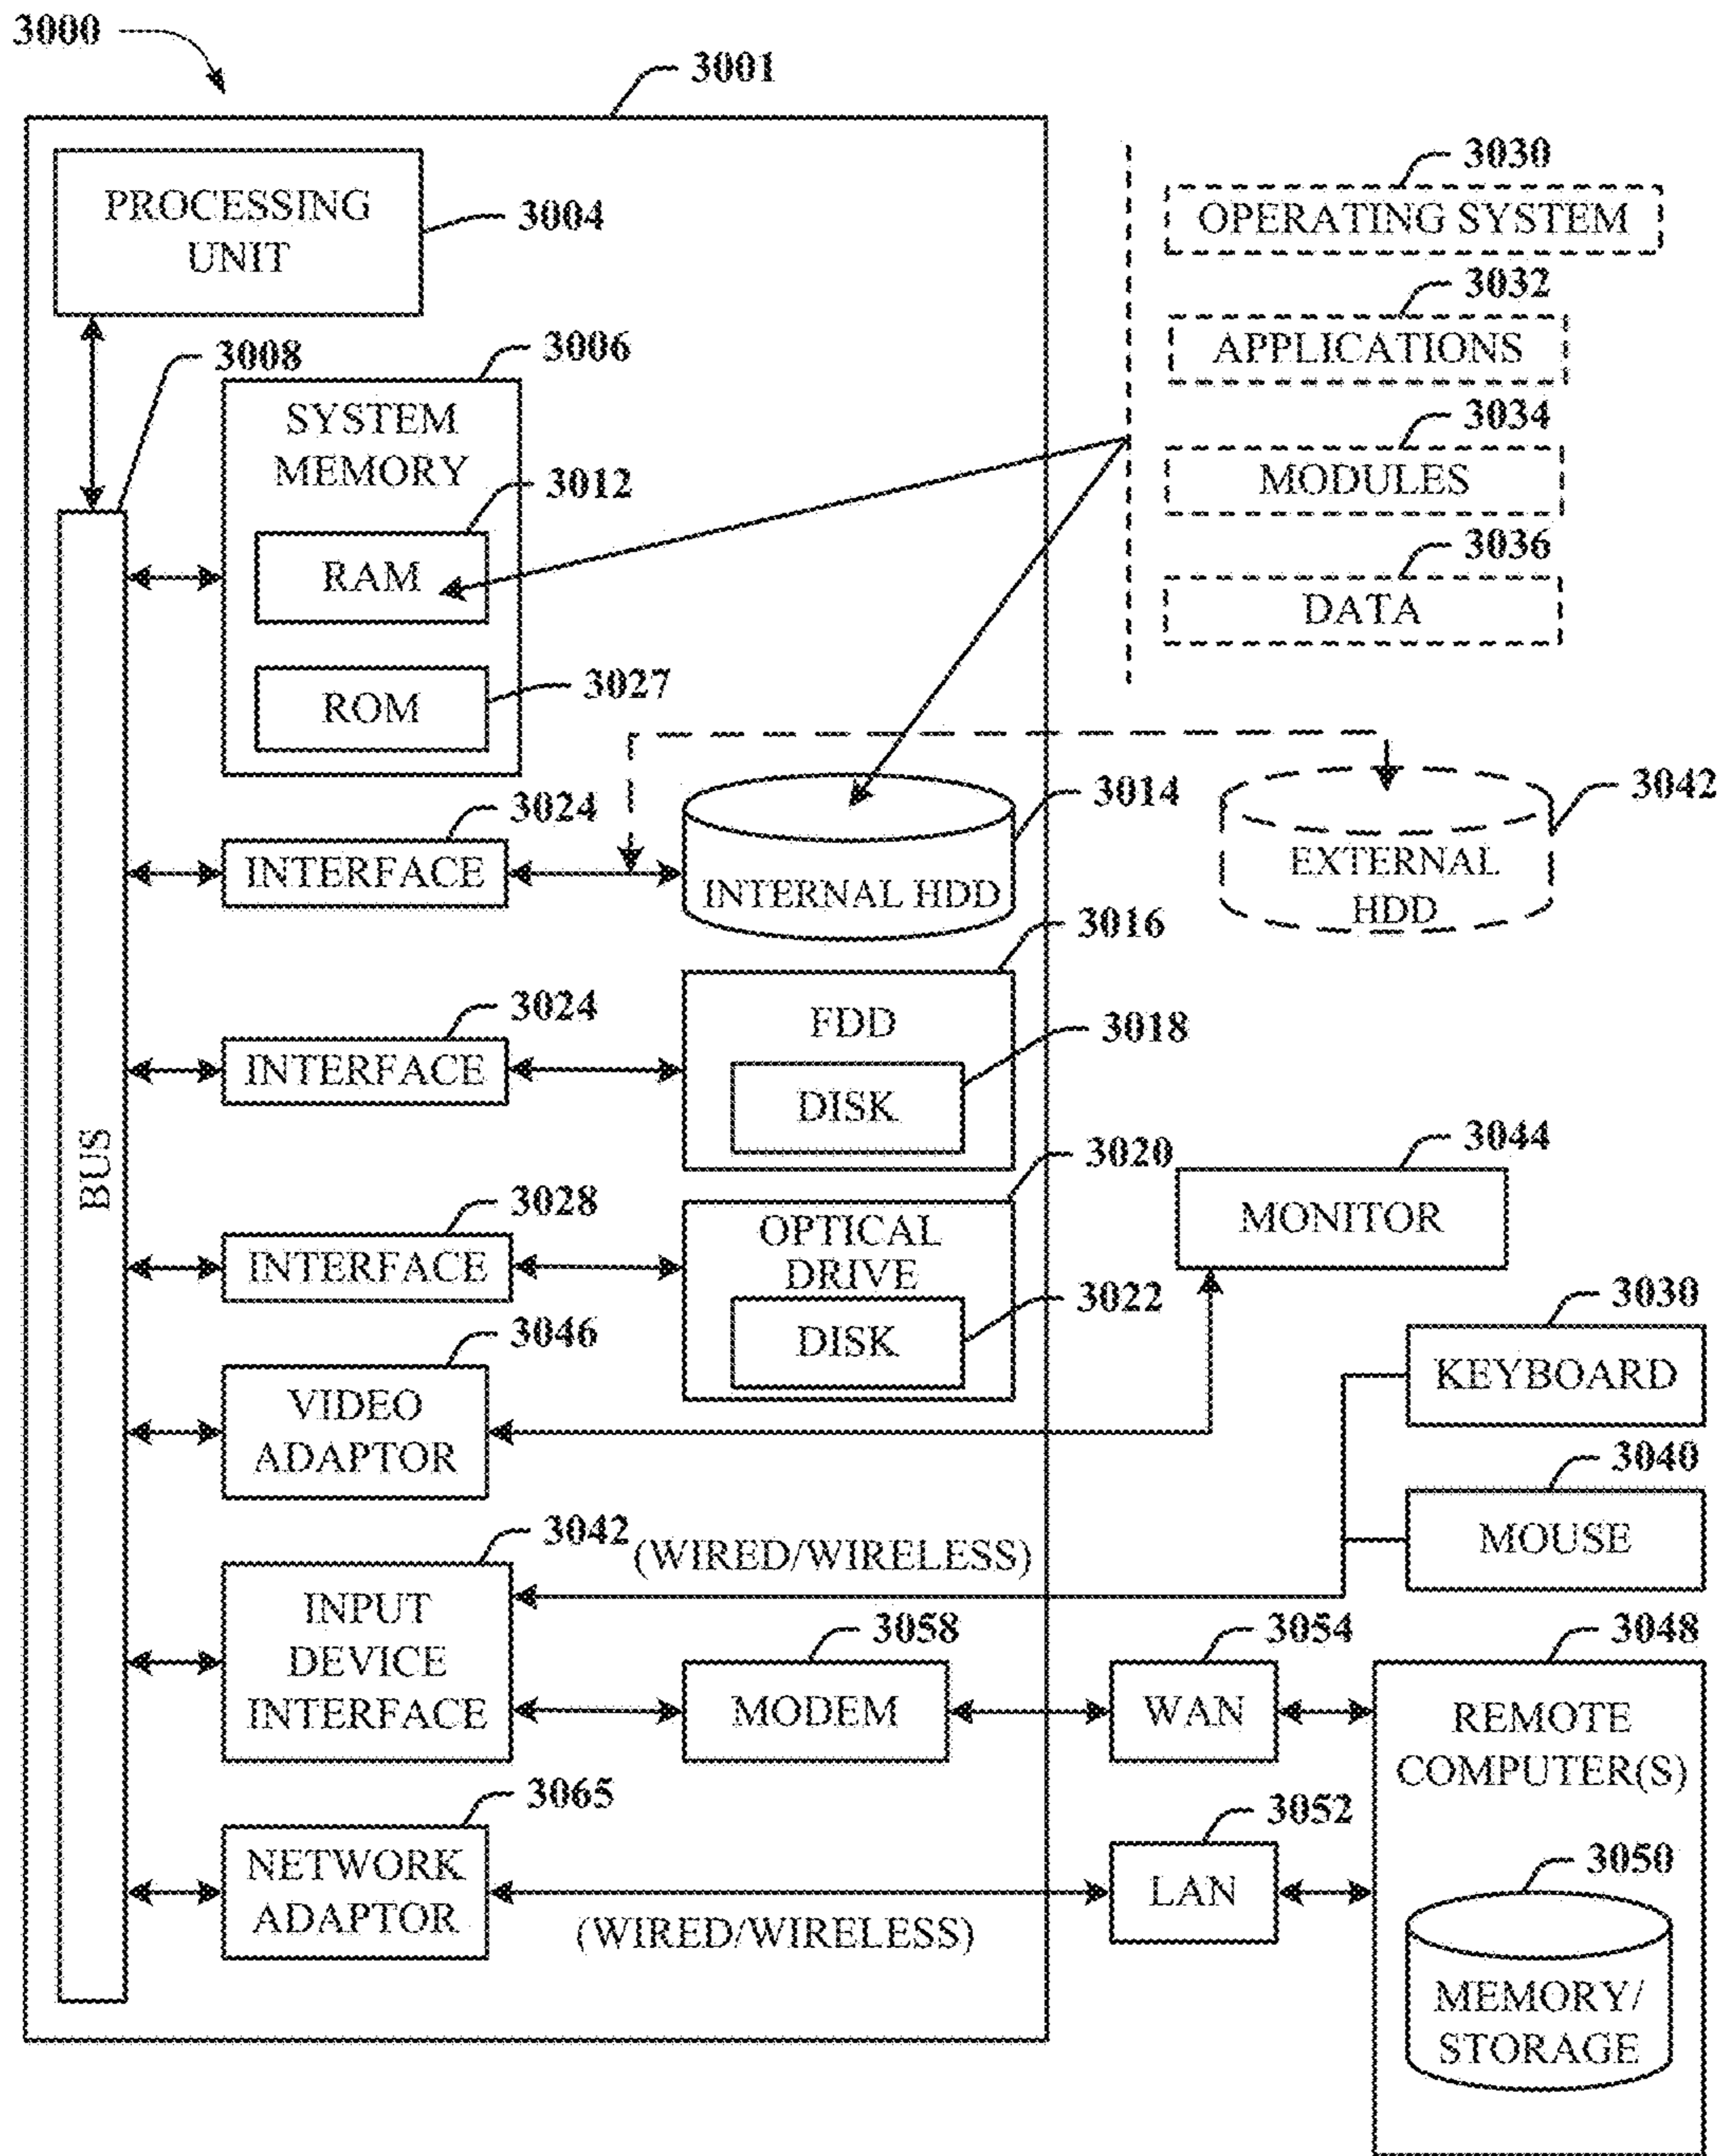 3000
3001
PROCESSING
UNIT
3004
3030
OPERATING SYSTEM
3032
APPLICATIONS
3034
MODULES
3036
DATA
3008
3006
SYSTEM
MEMORY
3012
RAM
3027
ROM
BUS
3024
INTERFACE
3014
INTERNAL HDD
3042
EXTERNAL
HDD
3024
INTERFACE
3016
FDD
3018
DISK
3028
INTERFACE
3020
OPTICAL
DRIVE
3022
DISK
3044
MONITOR
3046
VIDEO
ADAPTOR
3030
KEYBOARD
3040
MOUSE
3042
(WIRED/WIRELESS)
INPUT
DEVICE
INTERFACE
3058
MODEM
3054
WAN
3048
REMOTE
COMPUTER(S)
3065
NETWORK
ADAPTOR
(WIRED/WIRELESS)
3052
LAN
3050
MEMORY/
STORAGE